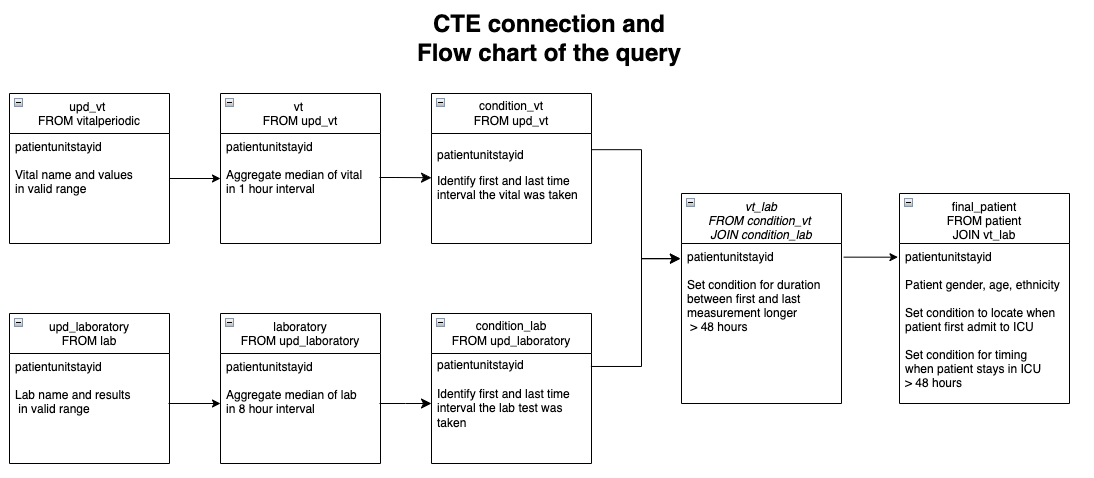 CTE connection and
Flow chart of the query
upd_vt
FROM vitalperiodic
patientunitstayid
Vital name and values
in valid range
vt
FROM upd_vt
patientunitstayid
Aggregate median of vital
in 1 hour interval
condition_vt
FROM upd_vt
patientunitstayid
Identify first and last time
interval the vital was taken
upd_laboratory
FROM lab
patientunitstayid
Lab name and results
in valid range
laboratory
FROM upd_laboratory
patientunitstayid
Aggregate median of lab
in 8 hour interval
condition_lab
FROM upd_laboratory
patientunitstayid
Identify first and last time
interval the lab test was
taken
vt_lab
FROM condition_vt
JOIN condition_lab
patientunitstayid
Set condition for duration
between first and last
measurement longer
> 48 hours
final_patient
FROM patient
JOIN vt_lab
patientunitstayid
Patient gender, age, ethnicity
Set condition to locate when
patient first admit to ICU
Set condition for timing
when patient stays in ICU
> 48 hours